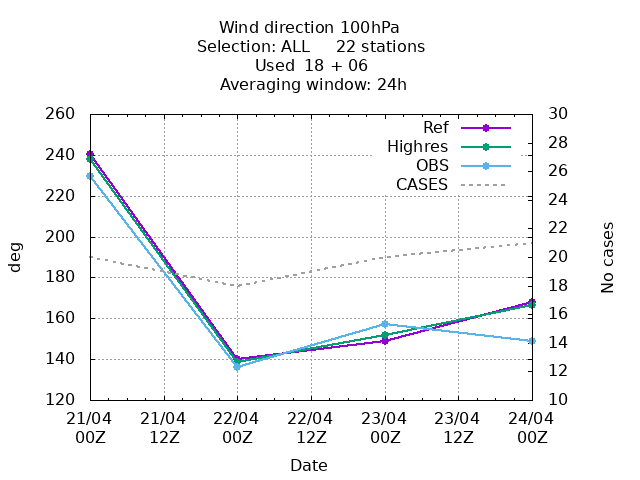 Wind direction 100hPa
Selection: ALL     22 stations
Used  18 + 06
Averaging window: 24h
260
240
220
200
180
160
140
120
deg
30
28
26
24
22
20
18
16
14
12
10
No cases
Ref
Highres
OBS
CASES
21/04 21/04 22/04 22/04 23/04 23/04 24/04
00Z 12Z 00Z 12Z 00Z 12Z 00Z
Date